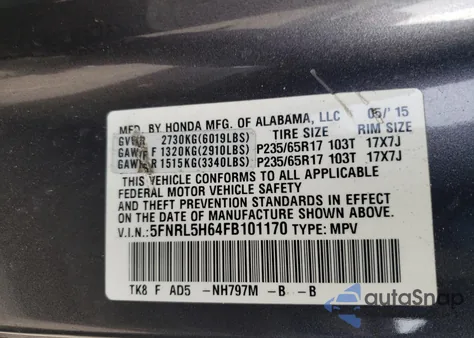 MFD. BY HONDA MFG. OF ALABAMA, LLC 05/'15
GVWR 2730KG(6019LBS) TIRE SIZE RIM SIZE
GAWR F 1320KG(2910LBS) P235/65R17 103T 17X7J
GAWR R 1515KG(3340LBS) P235/65R17 103T 17X7J
THIS VEHICLE CONFORMS TO ALL APPLICABLE
FEDERAL MOTOR VEHICLE SAFETY
AND THEFT PREVENTION STANDARDS IN EFFECT ON
THE DATE OF MANUFACTURE SHOWN ABOVE.
V.I.N.: 5FNRL5H64FB101170 TYPE: MPV
TK8 F AD5 -NH797M -B -B
autoSnap